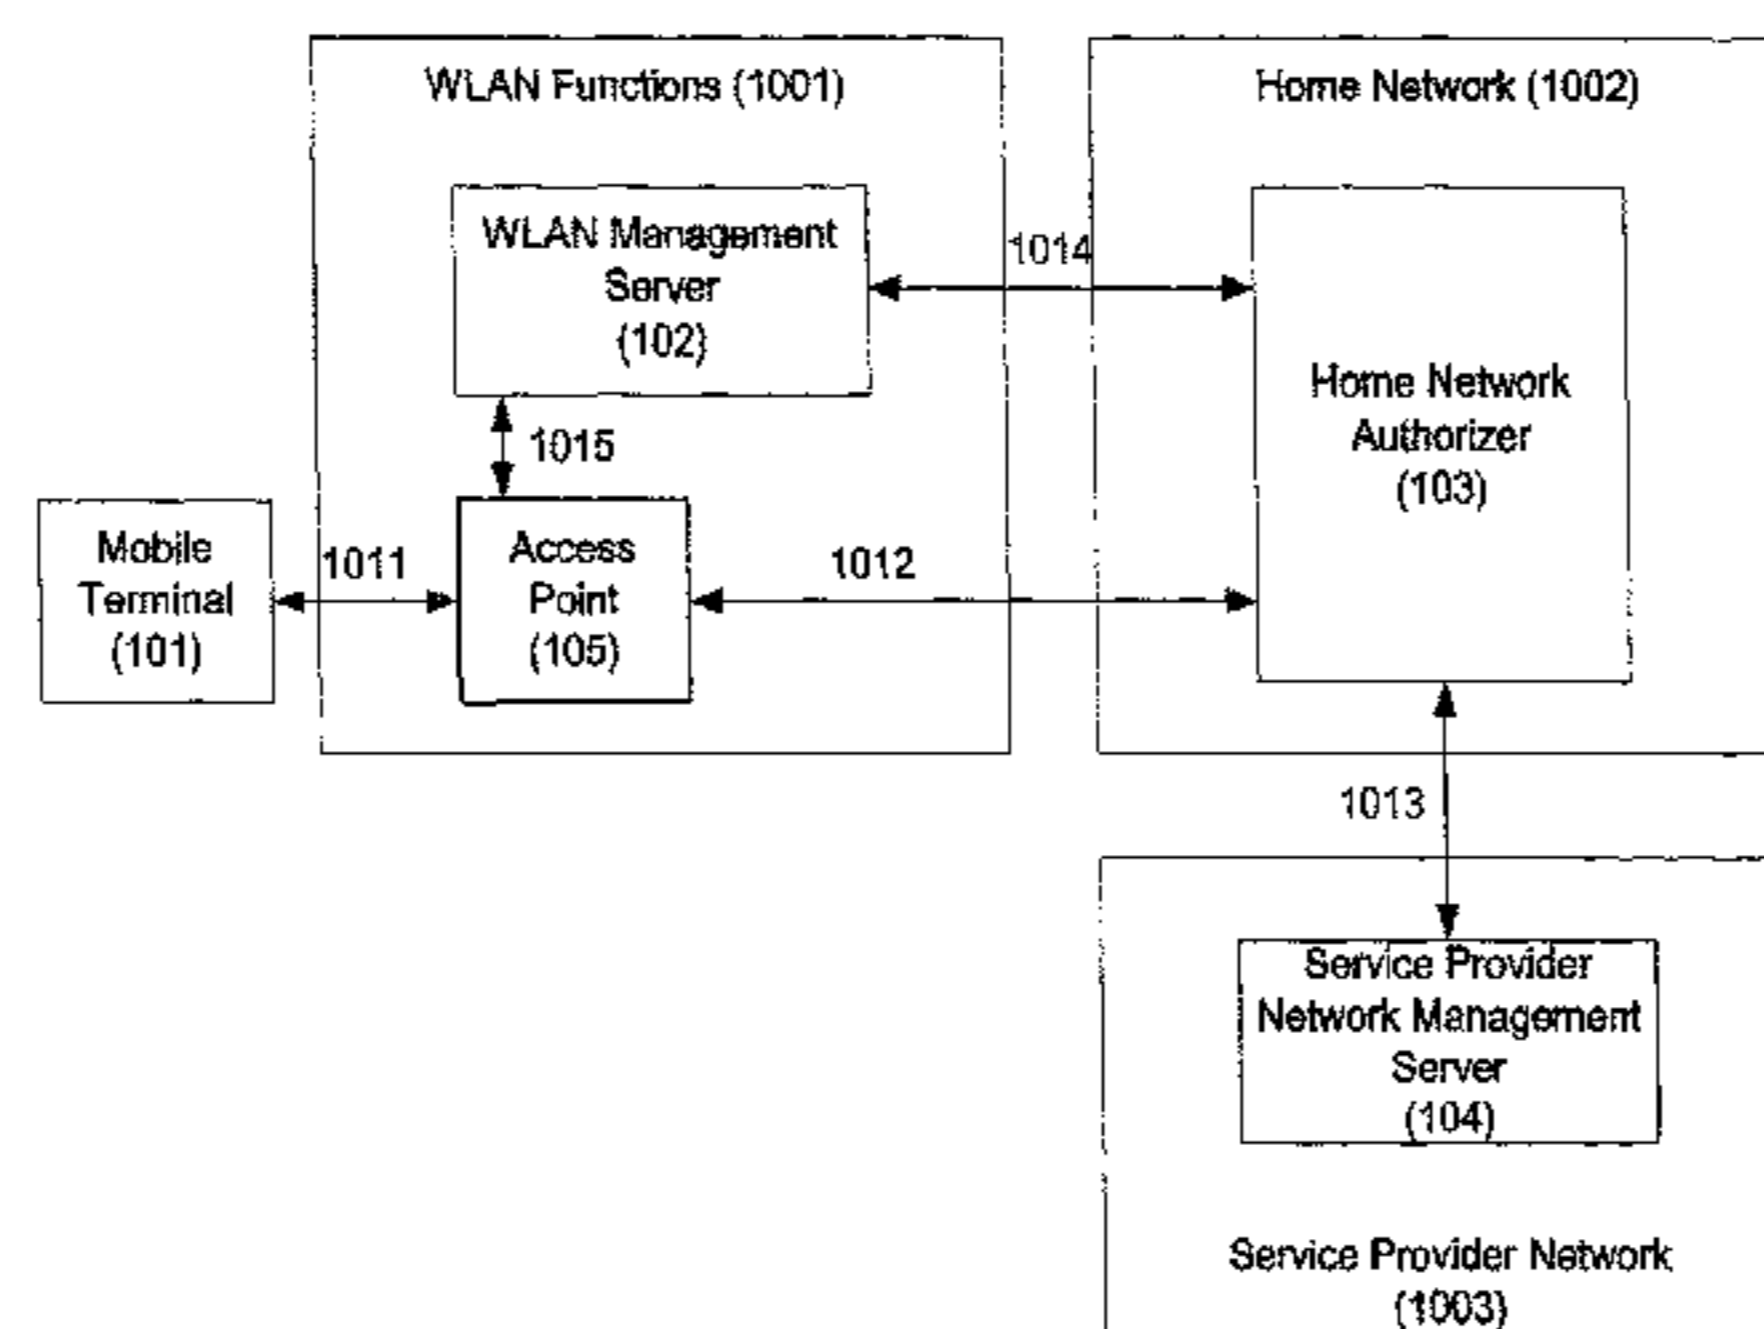 WLAN Functions (1001)
Home Network (1002)
WLAN Management
Server
(102)
1014
Home Network
Authorizer
(103)
1015
Mobile
Terminal
(101)
1011
Access
Point
(105)
1012
1013
Service Provider
Network Management
Server
(104)
Service Provider Network
(1003)